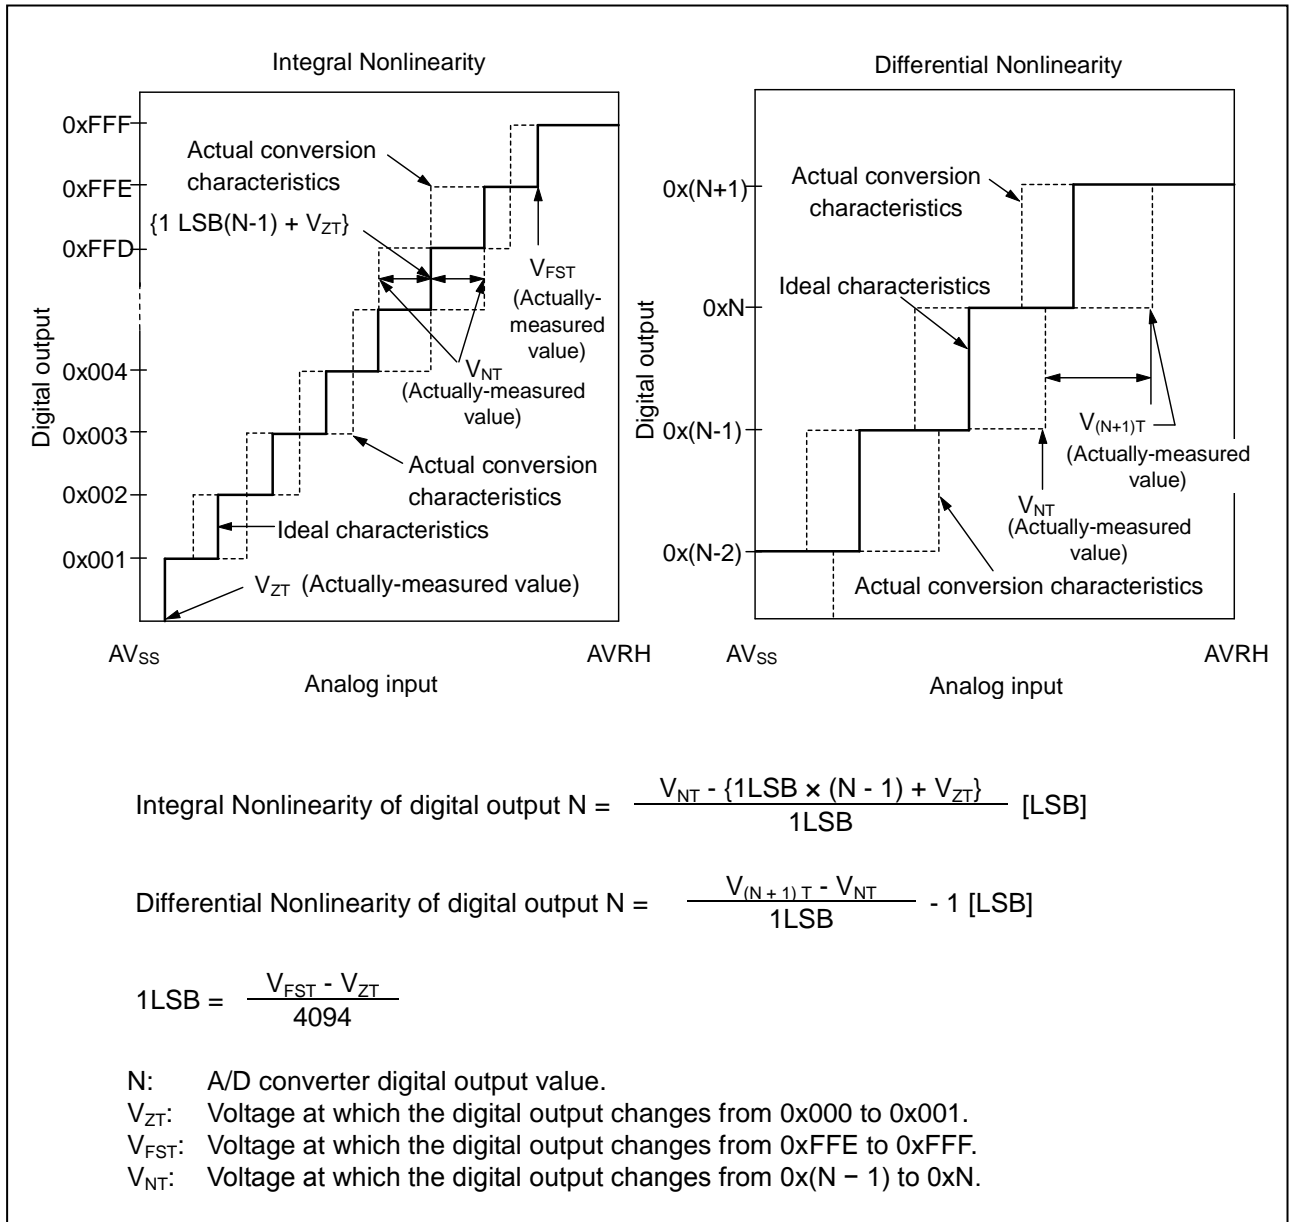 Integral Nonlinearity
0xFFF
0xFFE
0xFFD
0x004
0x003
0x002
0x001
Digital output
Actual conversion
characteristics
{1 LSB(N-1) + VZT}
VFST
(Actually-
measured
value)
VNT
(Actually-measured
value)
Actual conversion
characteristics
Ideal characteristics
VZT (Actually-measured value)
AVSS
AVRH
Analog input
Differential Nonlinearity
0x(N+1)
0xN
0x(N-1)
0x(N-2)
Digital output
Actual conversion
characteristics
Ideal characteristics
V(N+1)T
(Actually-measured
value)
VNT
(Actually-measured
value)
Actual conversion characteristics
AVSS
AVRH
Analog input
Integral Nonlinearity of digital output N =
VNT - {1LSB × (N - 1) + VZT}
1LSB
[LSB]
Differential Nonlinearity of digital output N =
V(N + 1) T - VNT
1LSB
- 1 [LSB]
1LSB =
VFST - VZT
4094
N: A/D converter digital output value.
VZT: Voltage at which the digital output changes from 0x000 to 0x001.
VFST: Voltage at which the digital output changes from 0xFFE to 0xFFF.
VNT: Voltage at which the digital output changes from 0x(N − 1) to 0xN.